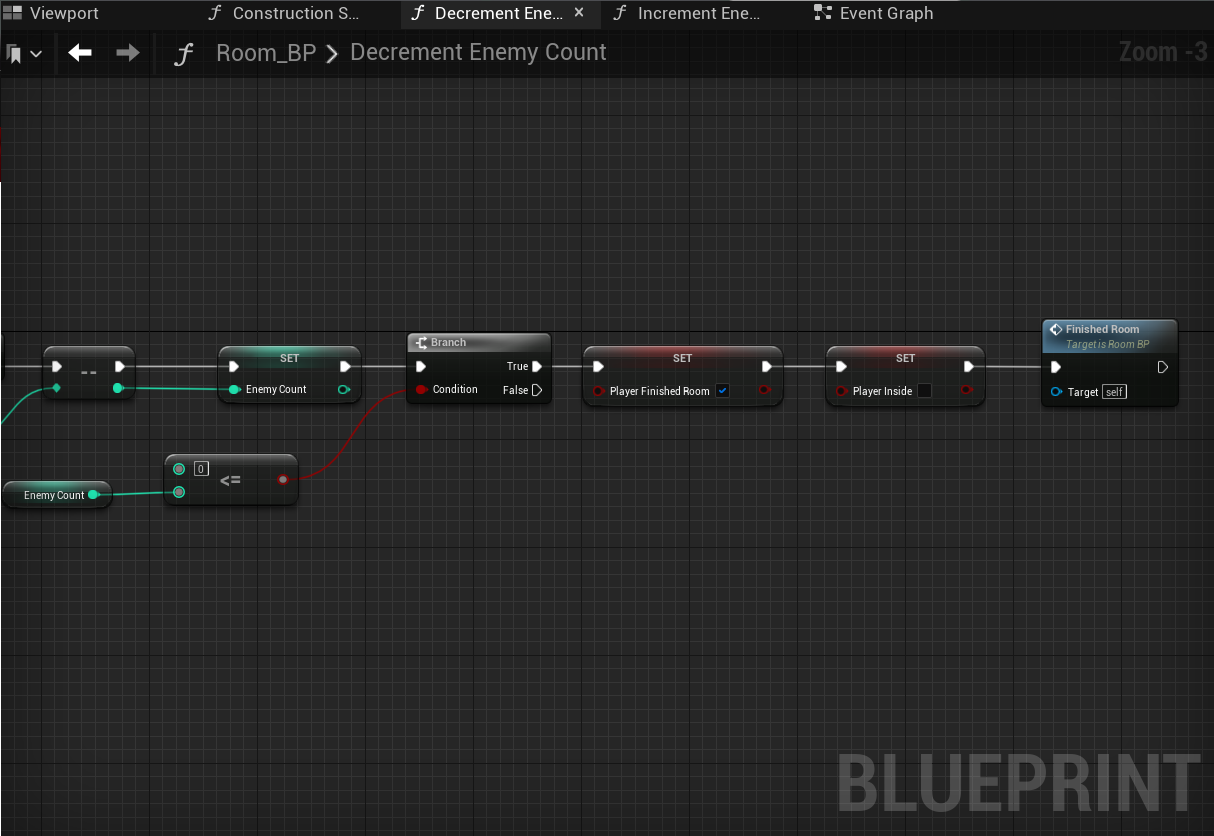 Viewport
Construction S...
Decrement Ene...
Increment Ene...
Event Graph
Room_BP > Decrement Enemy Count
Zoom -3
--
SET
Enemy Count
Branch
True
Condition
False
SET
Player Finished Room
SET
Player Inside
Finished Room
Target is Room BP
Target self
0
<=
Enemy Count
BLUEPRINT